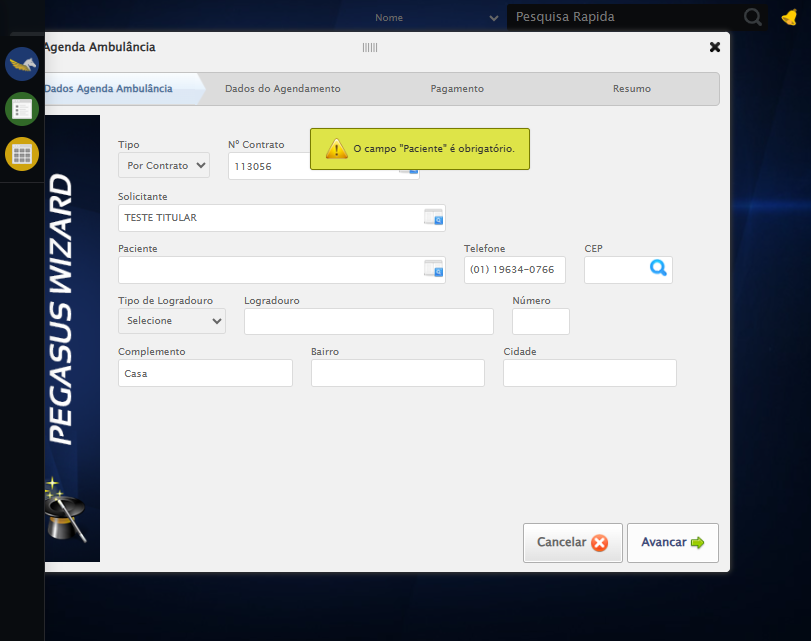 Nome
Pesquisa Rapida
Agenda Ambulância
Dados Agenda Ambulância
Dados do Agendamento
Pagamento
Resumo
PEGASUS WIZARD
Tipo
Nº Contrato
Por Contrato
113056
O campo "Paciente" é obrigatório.
Solicitante
TESTE TITULAR
Paciente
Telefone
CEP
(01) 19634-0766
Tipo de Logradouro
Logradouro
Número
Selecione
Complemento
Bairro
Cidade
Casa
Cancelar
Avancar